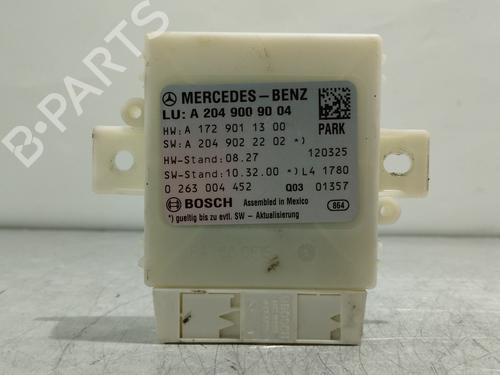 MERCEDES-BENZ
LU: A 204 900 90 04
HW: A 172 901 13 00 PARK
SW: A 204 902 22 02 *)
HW-Stand: 08.27 120325
SW-Stand: 10.32.00 *) L4 1780
0 263 004 452 Q03 01357
BOSCH Assembled in Mexico 864
*) gueltig bis zu evtl. SW - Aktualisierung